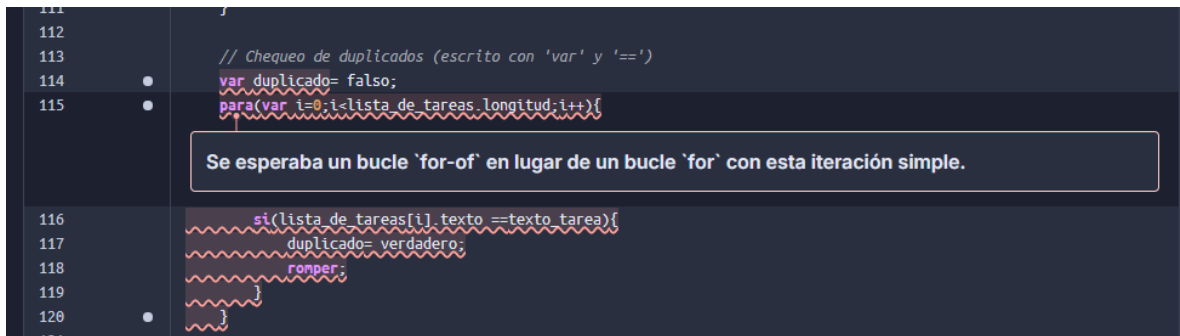 111 }
112
113 // Chequeo de duplicados (escrito con 'var' y '==')
114 var duplicado= falso;
115 para(var i=0;i<lista_de_tareas.longitud;i++){
Se esperaba un bucle `for-of` en lugar de un bucle `for` con esta iteración simple.
116 si(lista_de_tareas[i].texto ==texto_tarea){
117 duplicado= verdadero;
118 romper;
119 }
120 }